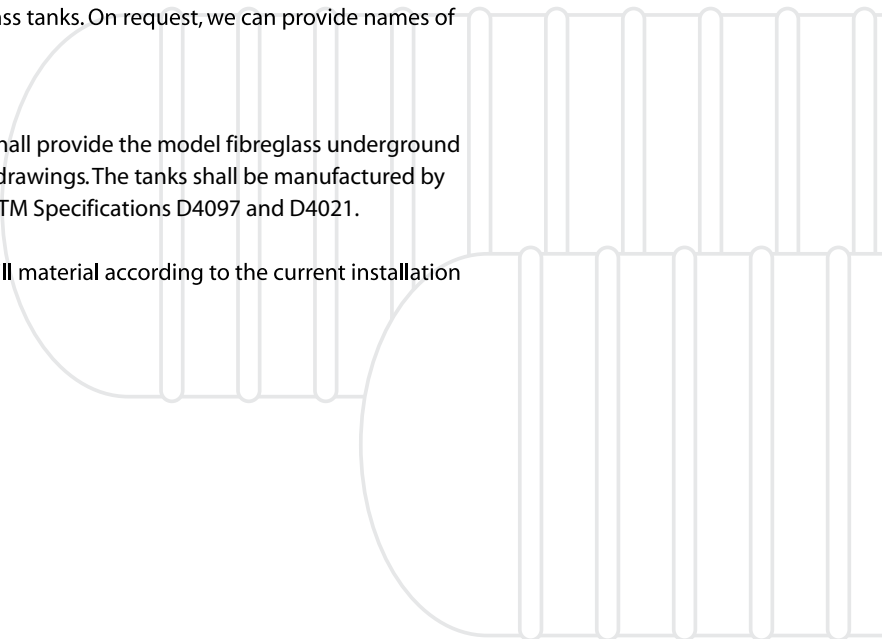 ss tanks. On request, we can provide names of
hall provide the model fibreglass underground
drawings. The tanks shall be manufactured by
TM Specifications D4097 and D4021.
ll material according to the current installation